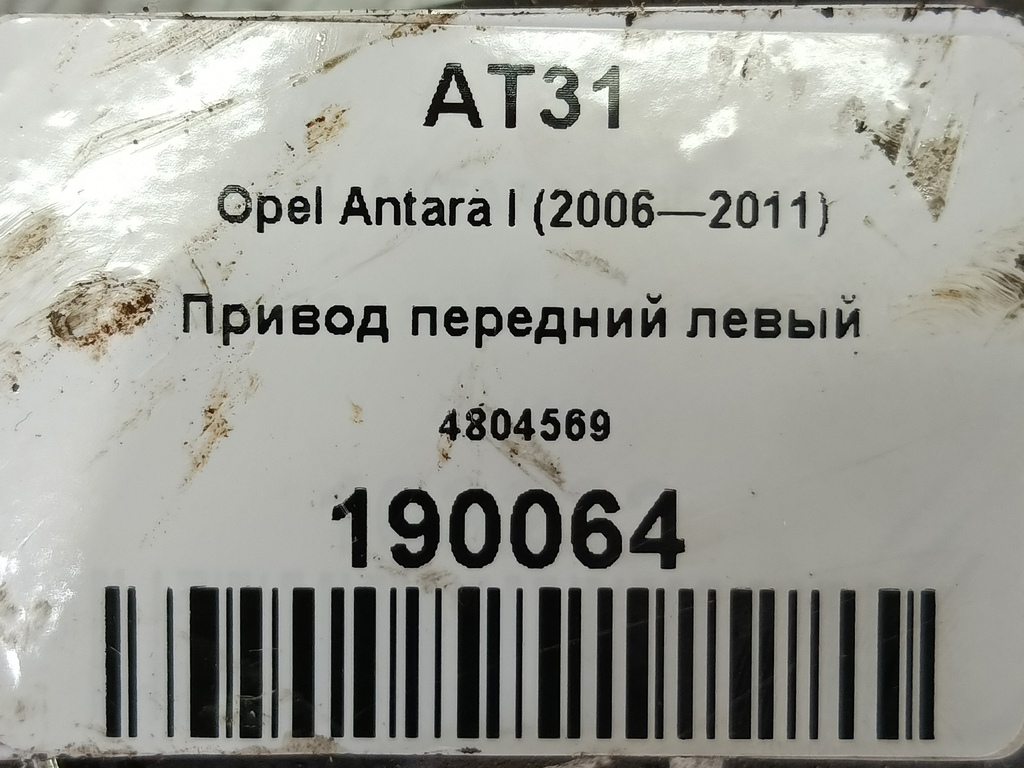 AT31
Opel Antara I (2006—2011)
Привод передний левый
4804569
190064